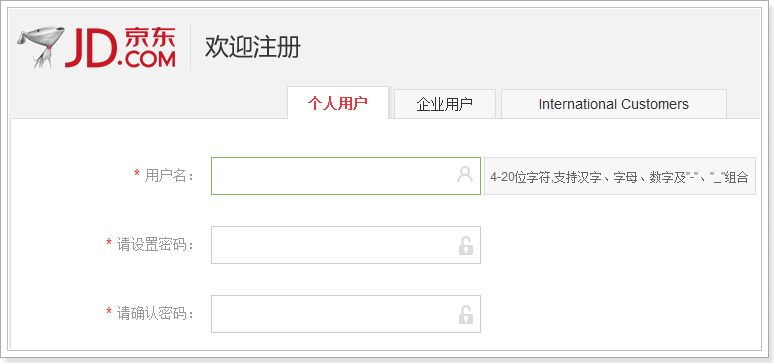 JD.COM 京东
欢迎注册
个人用户 企业用户 International Customers
* 用户名： 4-20位字符,支持汉字、字母、数字及"-"、"_"组合
* 请设置密码：
* 请确认密码：